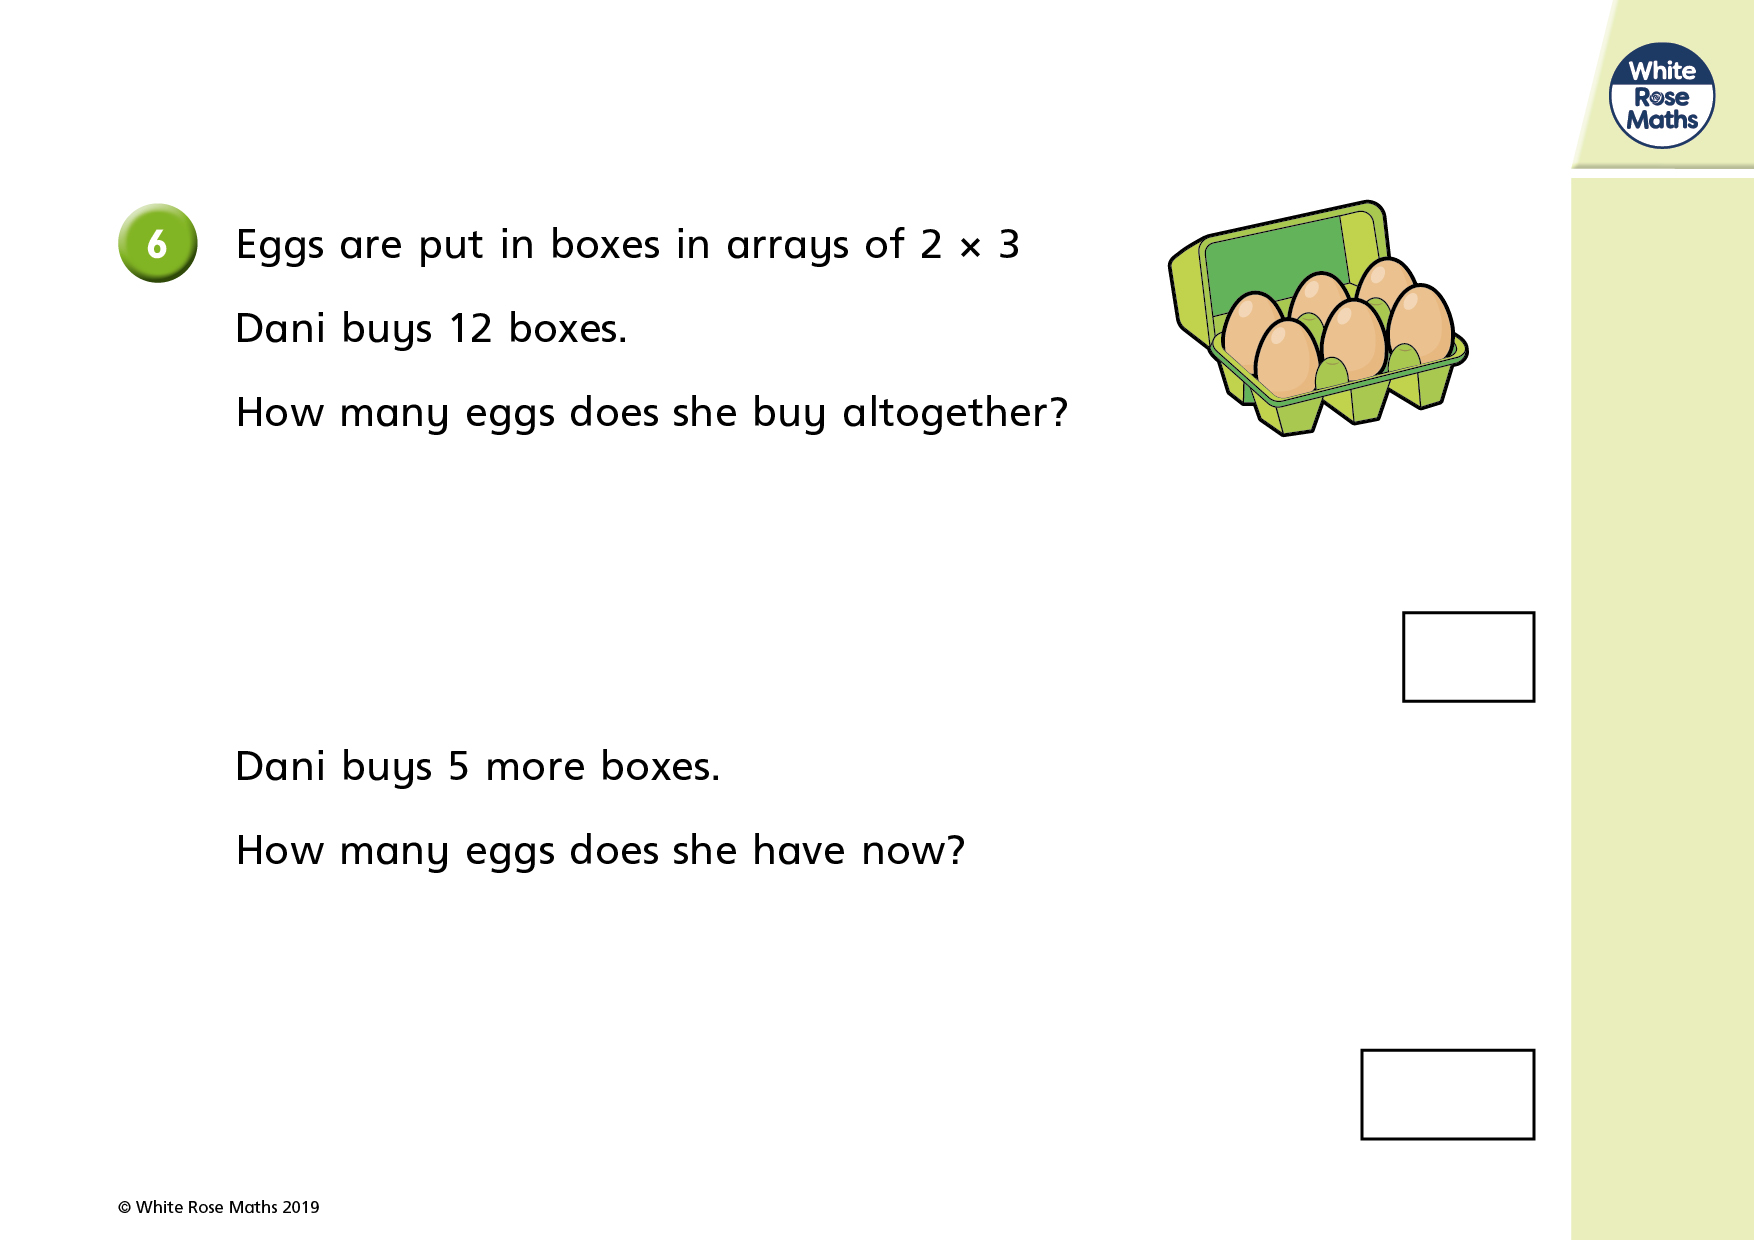 White
Rose
Maths
6
Eggs are put in boxes in arrays of 2 × 3
Dani buys 12 boxes.
How many eggs does she buy altogether?
Dani buys 5 more boxes.
How many eggs does she have now?
© White Rose Maths 2019